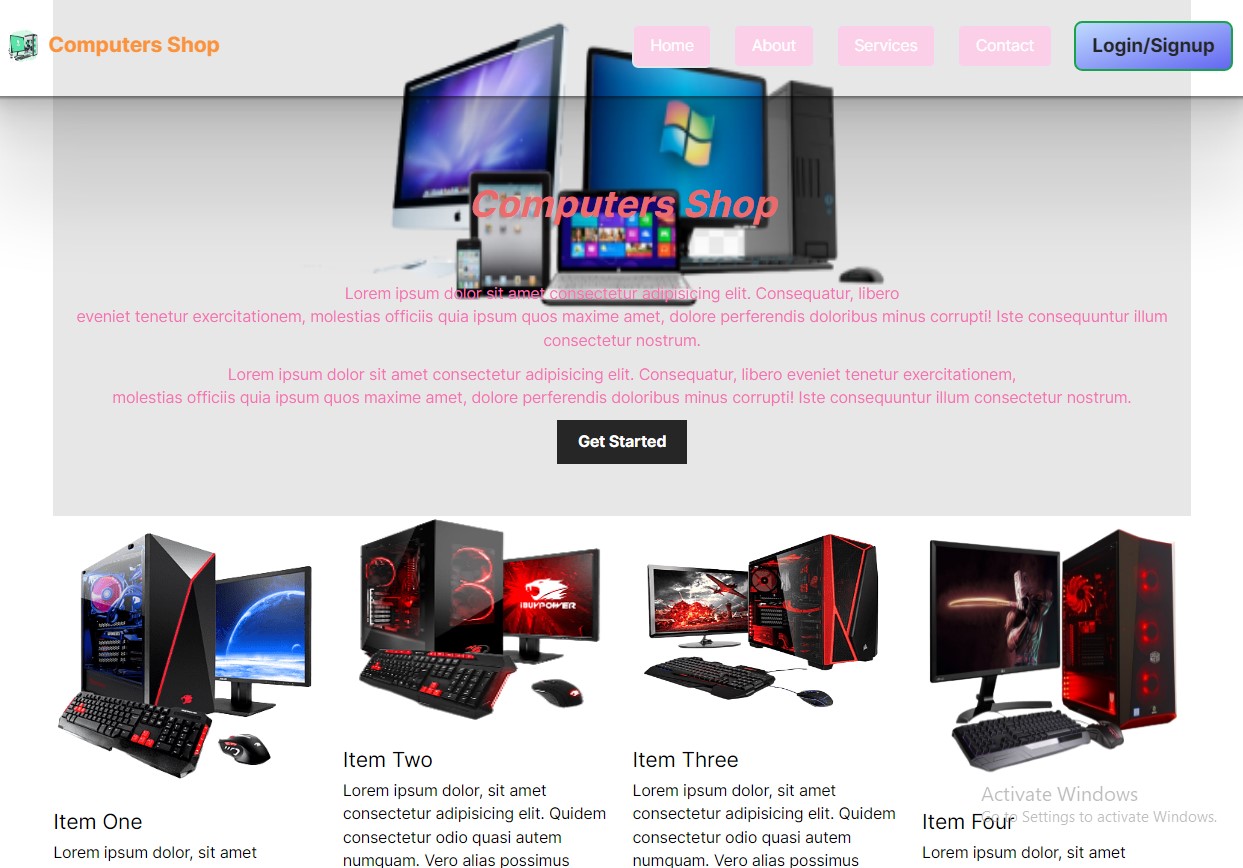 Computers Shop
Home
About
Services
Contact
Login/Signup
Computers Shop
Lorem ipsum dolor sit amet consectetur adipisicing elit. Consequatur, libero
eveniet tenetur exercitationem, molestias officiis quia ipsum quos maxime amet, dolore perferendis doloribus minus corrupti! Iste consequuntur illum
consectetur nostrum.
Lorem ipsum dolor sit amet consectetur adipisicing elit. Consequatur, libero eveniet tenetur exercitationem,
molestias officiis quia ipsum quos maxime amet, dolore perferendis doloribus minus corrupti! Iste consequuntur illum consectetur nostrum.
Get Started
iBUYPOWER
Item One
Lorem ipsum dolor, sit amet
Item Two
Lorem ipsum dolor, sit amet
consectetur adipisicing elit. Quidem
consectetur odio quasi autem
numquam. Vero alias possimus
Item Three
Lorem ipsum dolor, sit amet
consectetur adipisicing elit. Quidem
consectetur odio quasi autem
numquam. Vero alias possimus
Item Four
Lorem ipsum dolor, sit amet
Activate Windows
Go to Settings to activate Windows.